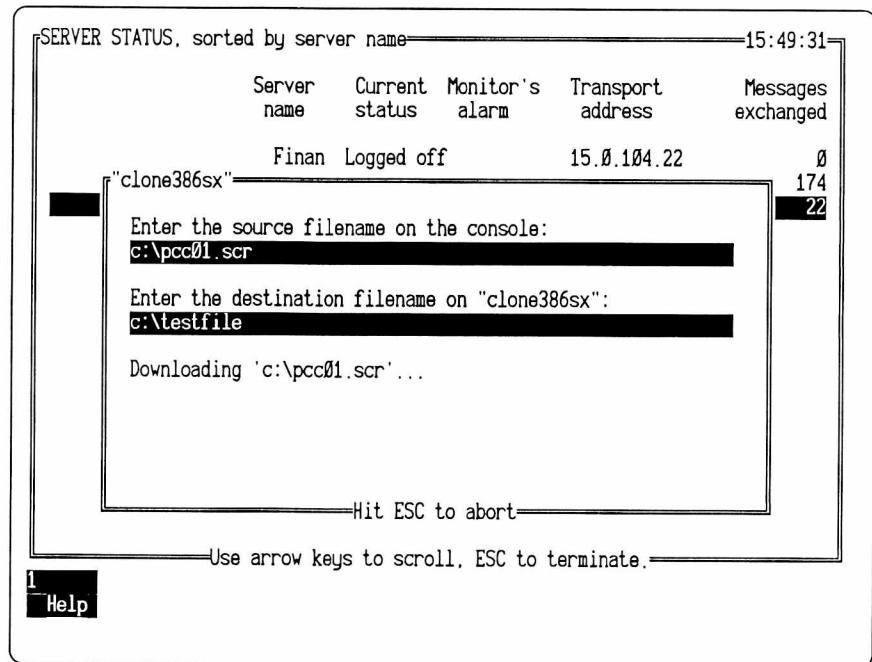 SERVER STATUS, sorted by server name 15:49:31
Server Current Monitor's Transport Messages
name status alarm address exchanged
Finan Logged off 15.0.104.22 0
"clone386sx" 174
22
Enter the source filename on the console:
c:\pcc01.scr
Enter the destination filename on "clone386sx":
c:\testfile
Downloading 'c:\pcc01.scr'...
Hit ESC to abort
Use arrow keys to scroll, ESC to terminate.
1
Help